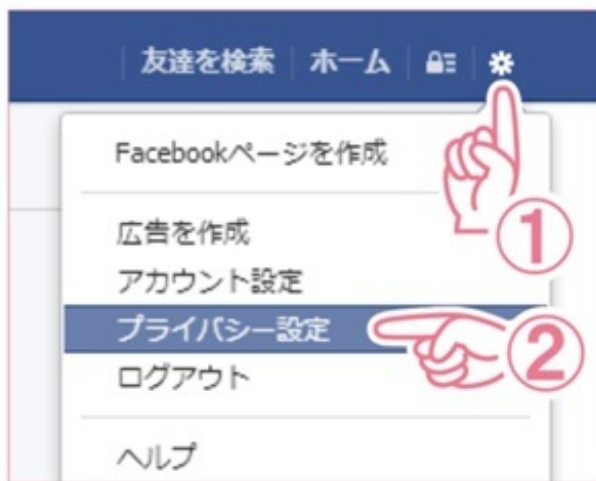 友達を検索 ホーム
①
Facebookページを作成
広告を作成
アカウント設定
プライバシー設定
②
ログアウト
ヘルプ